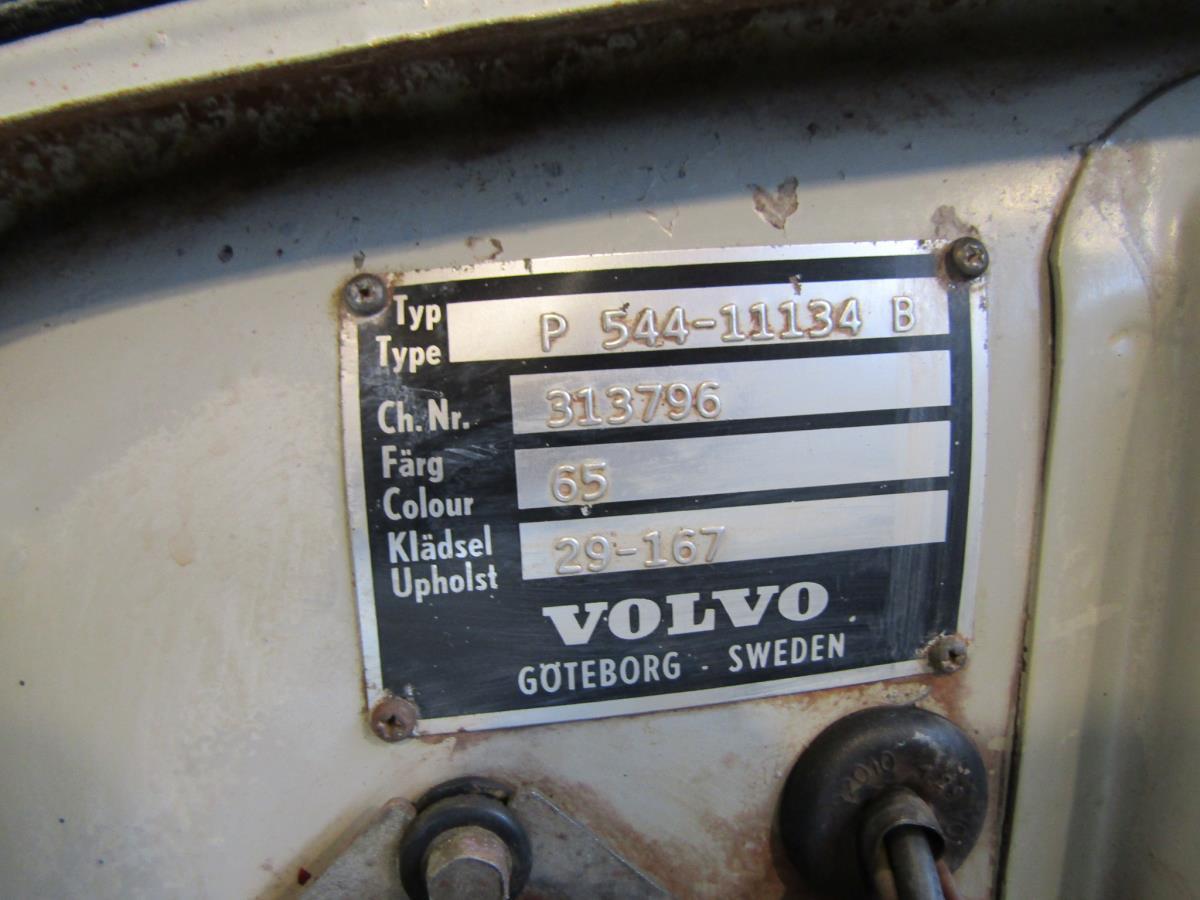 Typ
Type
P 544-11134 B
Ch. Nr.
313796
Färg
Colour
65
Klädsel
Upholst
29-167
VOLVO
GÖTEBORG - SWEDEN